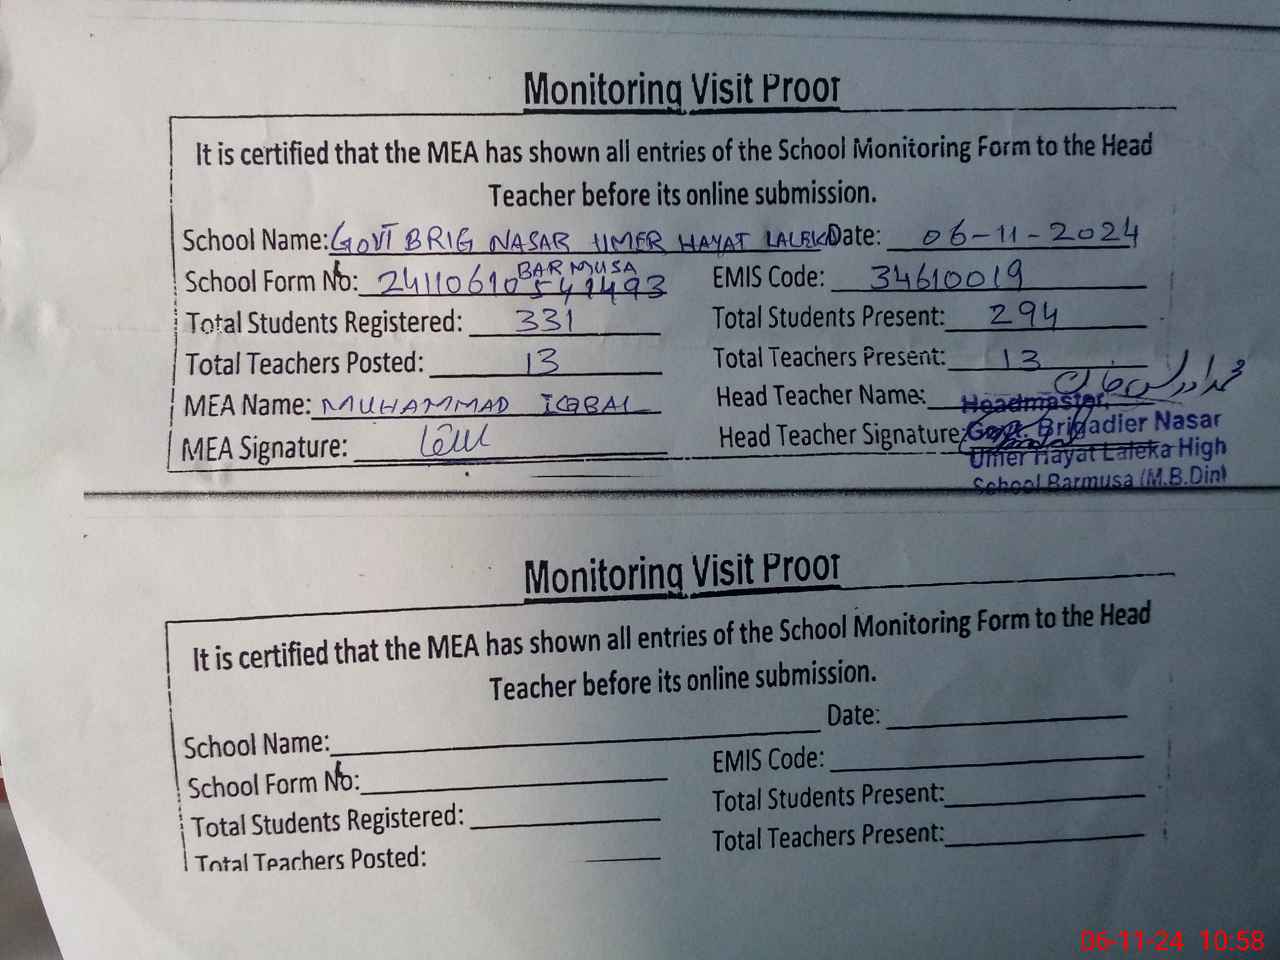 Monitoring Visit Proof
It is certified that the MEA has shown all entries of the School Monitoring Form to the Head
Teacher before its online submission.
School Name: GOVT BRIG NASAR UMER HAYAT LALEKA Date: 06-11-2024
BARMUSA
School Form No: 24110610541493 EMIS Code: 34610019
Total Students Registered: 331 Total Students Present: 294
Total Teachers Posted: 13 Total Teachers Present: 13
MEA Name: MUHAMMAD IQBAL Head Teacher Name: محمد ادریس خان
MEA Signature: Head Teacher Signature:
Headmaster,
Govt. Brigadier Nasar
Umer Hayat Laleka High
School Barmusa (M.B.Din)
Monitoring Visit Proof
It is certified that the MEA has shown all entries of the School Monitoring Form to the Head
Teacher before its online submission.
School Name: Date:
School Form No: EMIS Code:
Total Students Registered: Total Students Present:
Total Teachers Posted: Total Teachers Present:
06-11-24 10:58